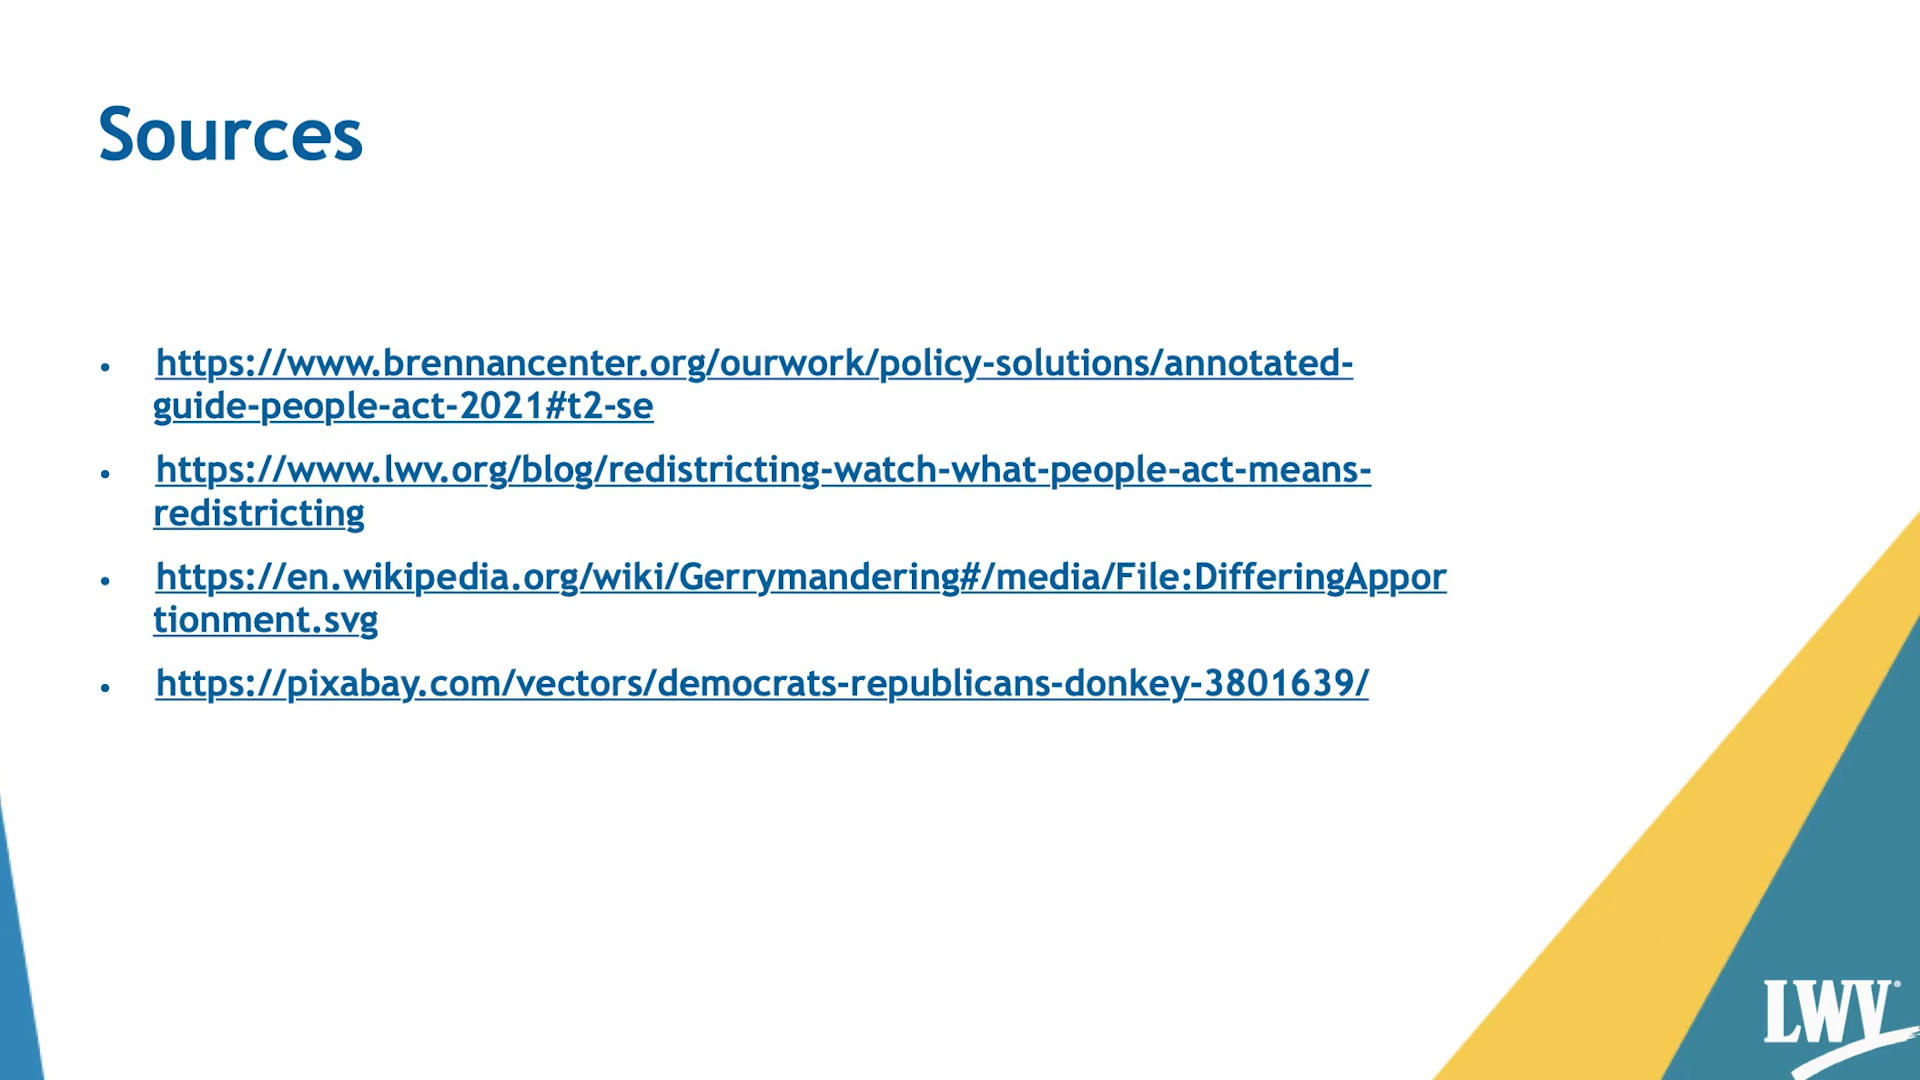 Sources
• https://www.brennancenter.org/ourwork/policy-solutions/annotated-
guide-people-act-2021#t2-se
• https://www.lwv.org/blog/redistricting-watch-what-people-act-means-
redistricting
• https://en.wikipedia.org/wiki/Gerrymandering#/media/File:DifferingAppor
tionment.svg
• https://pixabay.com/vectors/democrats-republicans-donkey-3801639/
LWV®